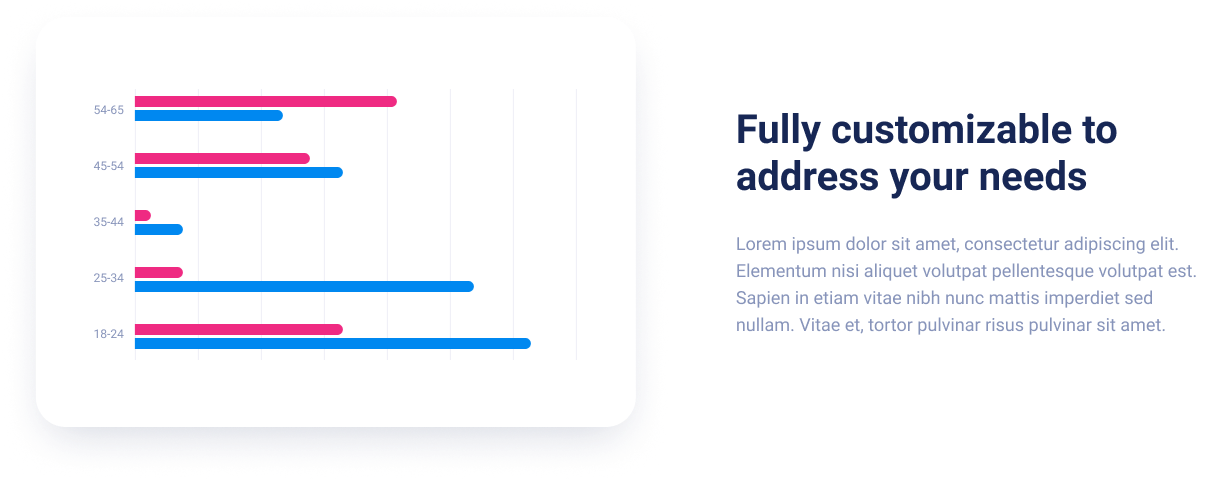 54-65
45-54
35-44
25-34
18-24
Fully customizable to
address your needs
Lorem ipsum dolor sit amet, consectetur adipiscing elit.
Elementum nisi aliquet volutpat pellentesque volutpat est.
Sapien in etiam vitae nibh nunc mattis imperdiet sed
nullam. Vitae et, tortor pulvinar risus pulvinar sit amet.